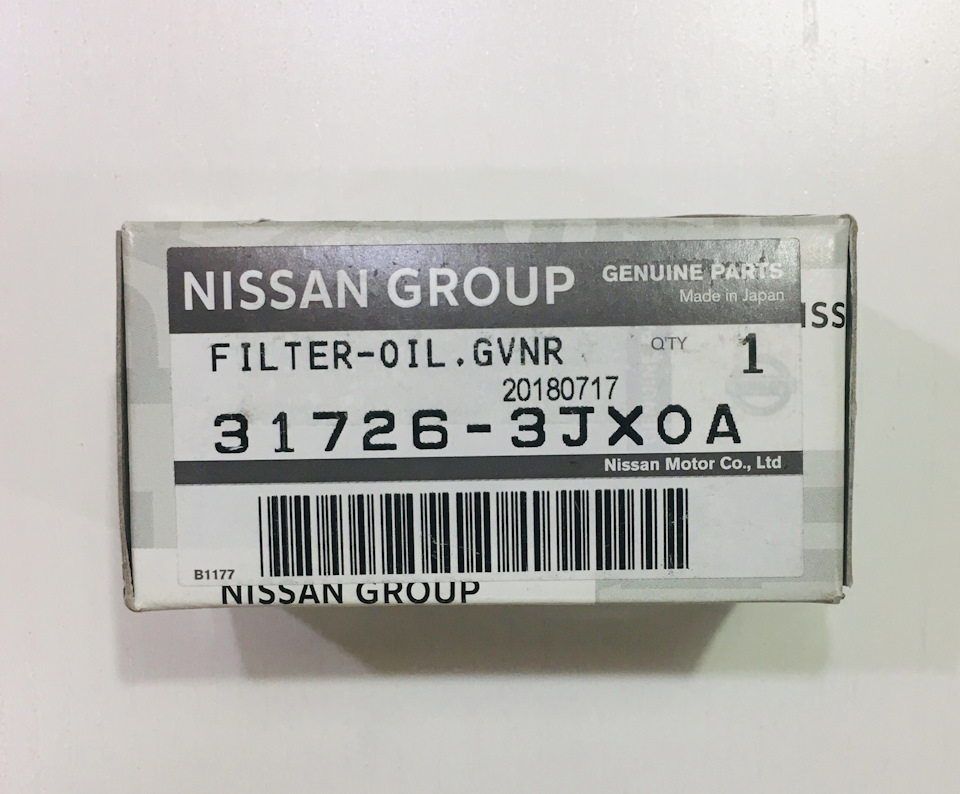 NISSAN GROUP
GENUINE PARTS
Made in Japan
ISS
FILTER-OIL.GVNR
Q'TY
1
20180717
31726-3JX0A
Nissan Motor Co., Ltd
B1177
NISSAN GROUP